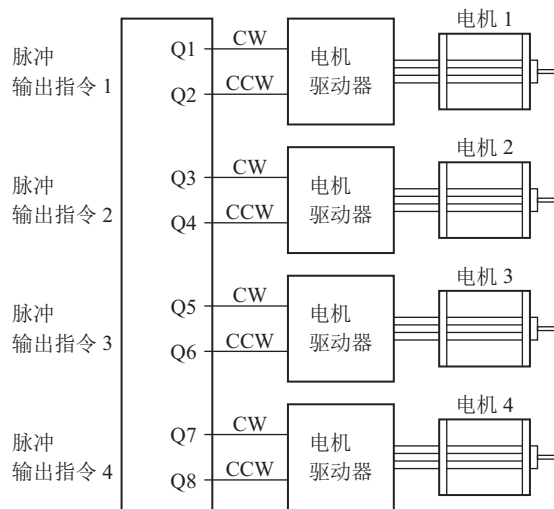 电机 1
脉冲
输出指令 1
Q1
CW
Q2
CCW
电机
驱动器
电机 2
脉冲
输出指令 2
Q3
CW
Q4
CCW
电机
驱动器
电机 3
脉冲
输出指令 3
Q5
CW
Q6
CCW
电机
驱动器
电机 4
脉冲
输出指令 4
Q7
CW
Q8
CCW
电机
驱动器